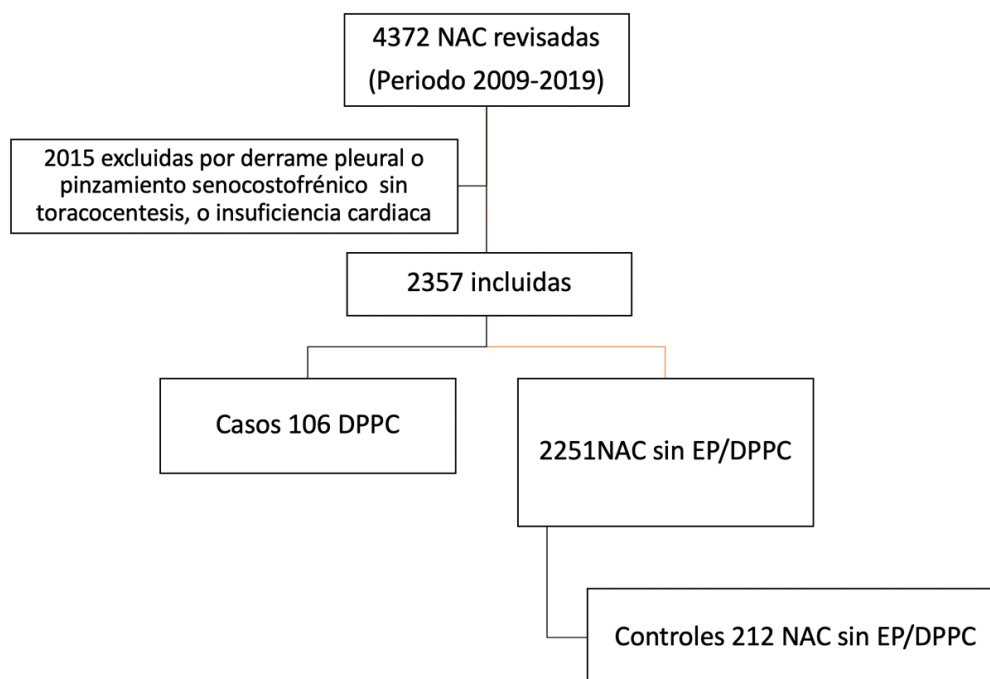 4372 NAC revisadas
(Periodo 2009-2019)
2015 excluidas por derrame pleural o
pinzamiento senocostofrénico sin
toracocentesis, o insuficiencia cardiaca
2357 incluidas
Casos 106 DPPC
2251NAC sin EP/DPPC
Controles 212 NAC sin EP/DPPC